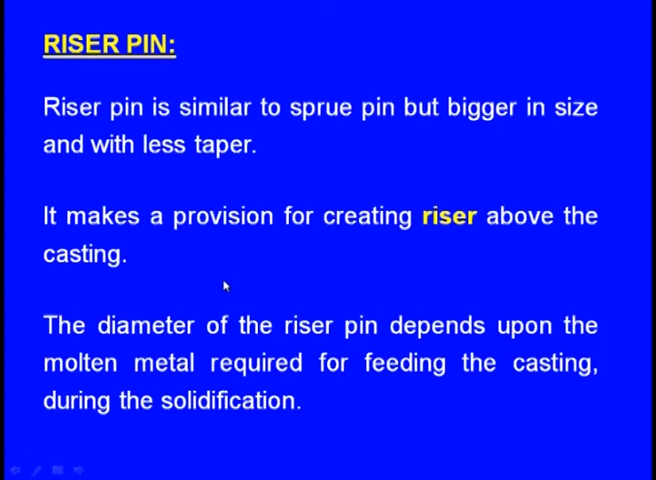 RISER PIN:
Riser pin is similar to sprue pin but bigger in size
and with less taper.
It makes a provision for creating riser above the
casting.
The diameter of the riser pin depends upon the
molten metal required for feeding the casting,
during the solidification.